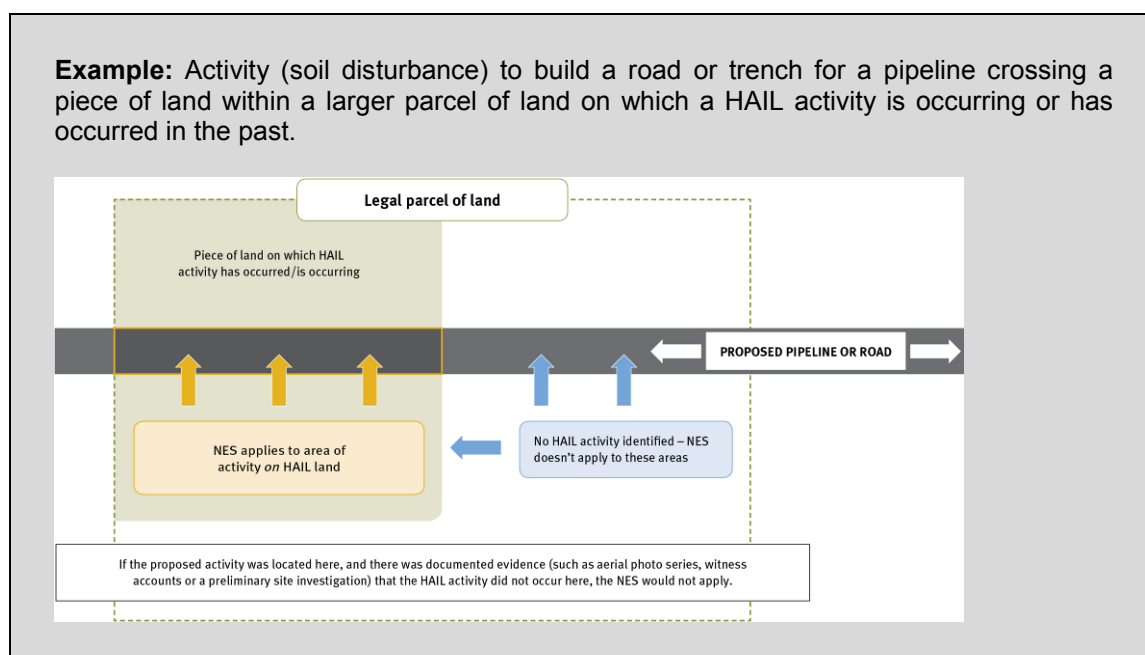 Example: Activity (soil disturbance) to build a road or trench for a pipeline crossing a
piece of land within a larger parcel of land on which a HAIL activity is occurring or has
occurred in the past.
Legal parcel of land
Piece of land on which HAIL
activity has occurred/is occurring
PROPOSED PIPELINE OR ROAD
NES applies to area of
activity on HAIL land
No HAIL activity identified – NES
doesn't apply to these areas
If the proposed activity was located here, and there was documented evidence (such as aerial photo series, witness
accounts or a preliminary site investigation) that the HAIL activity did not occur here, the NES would not apply.